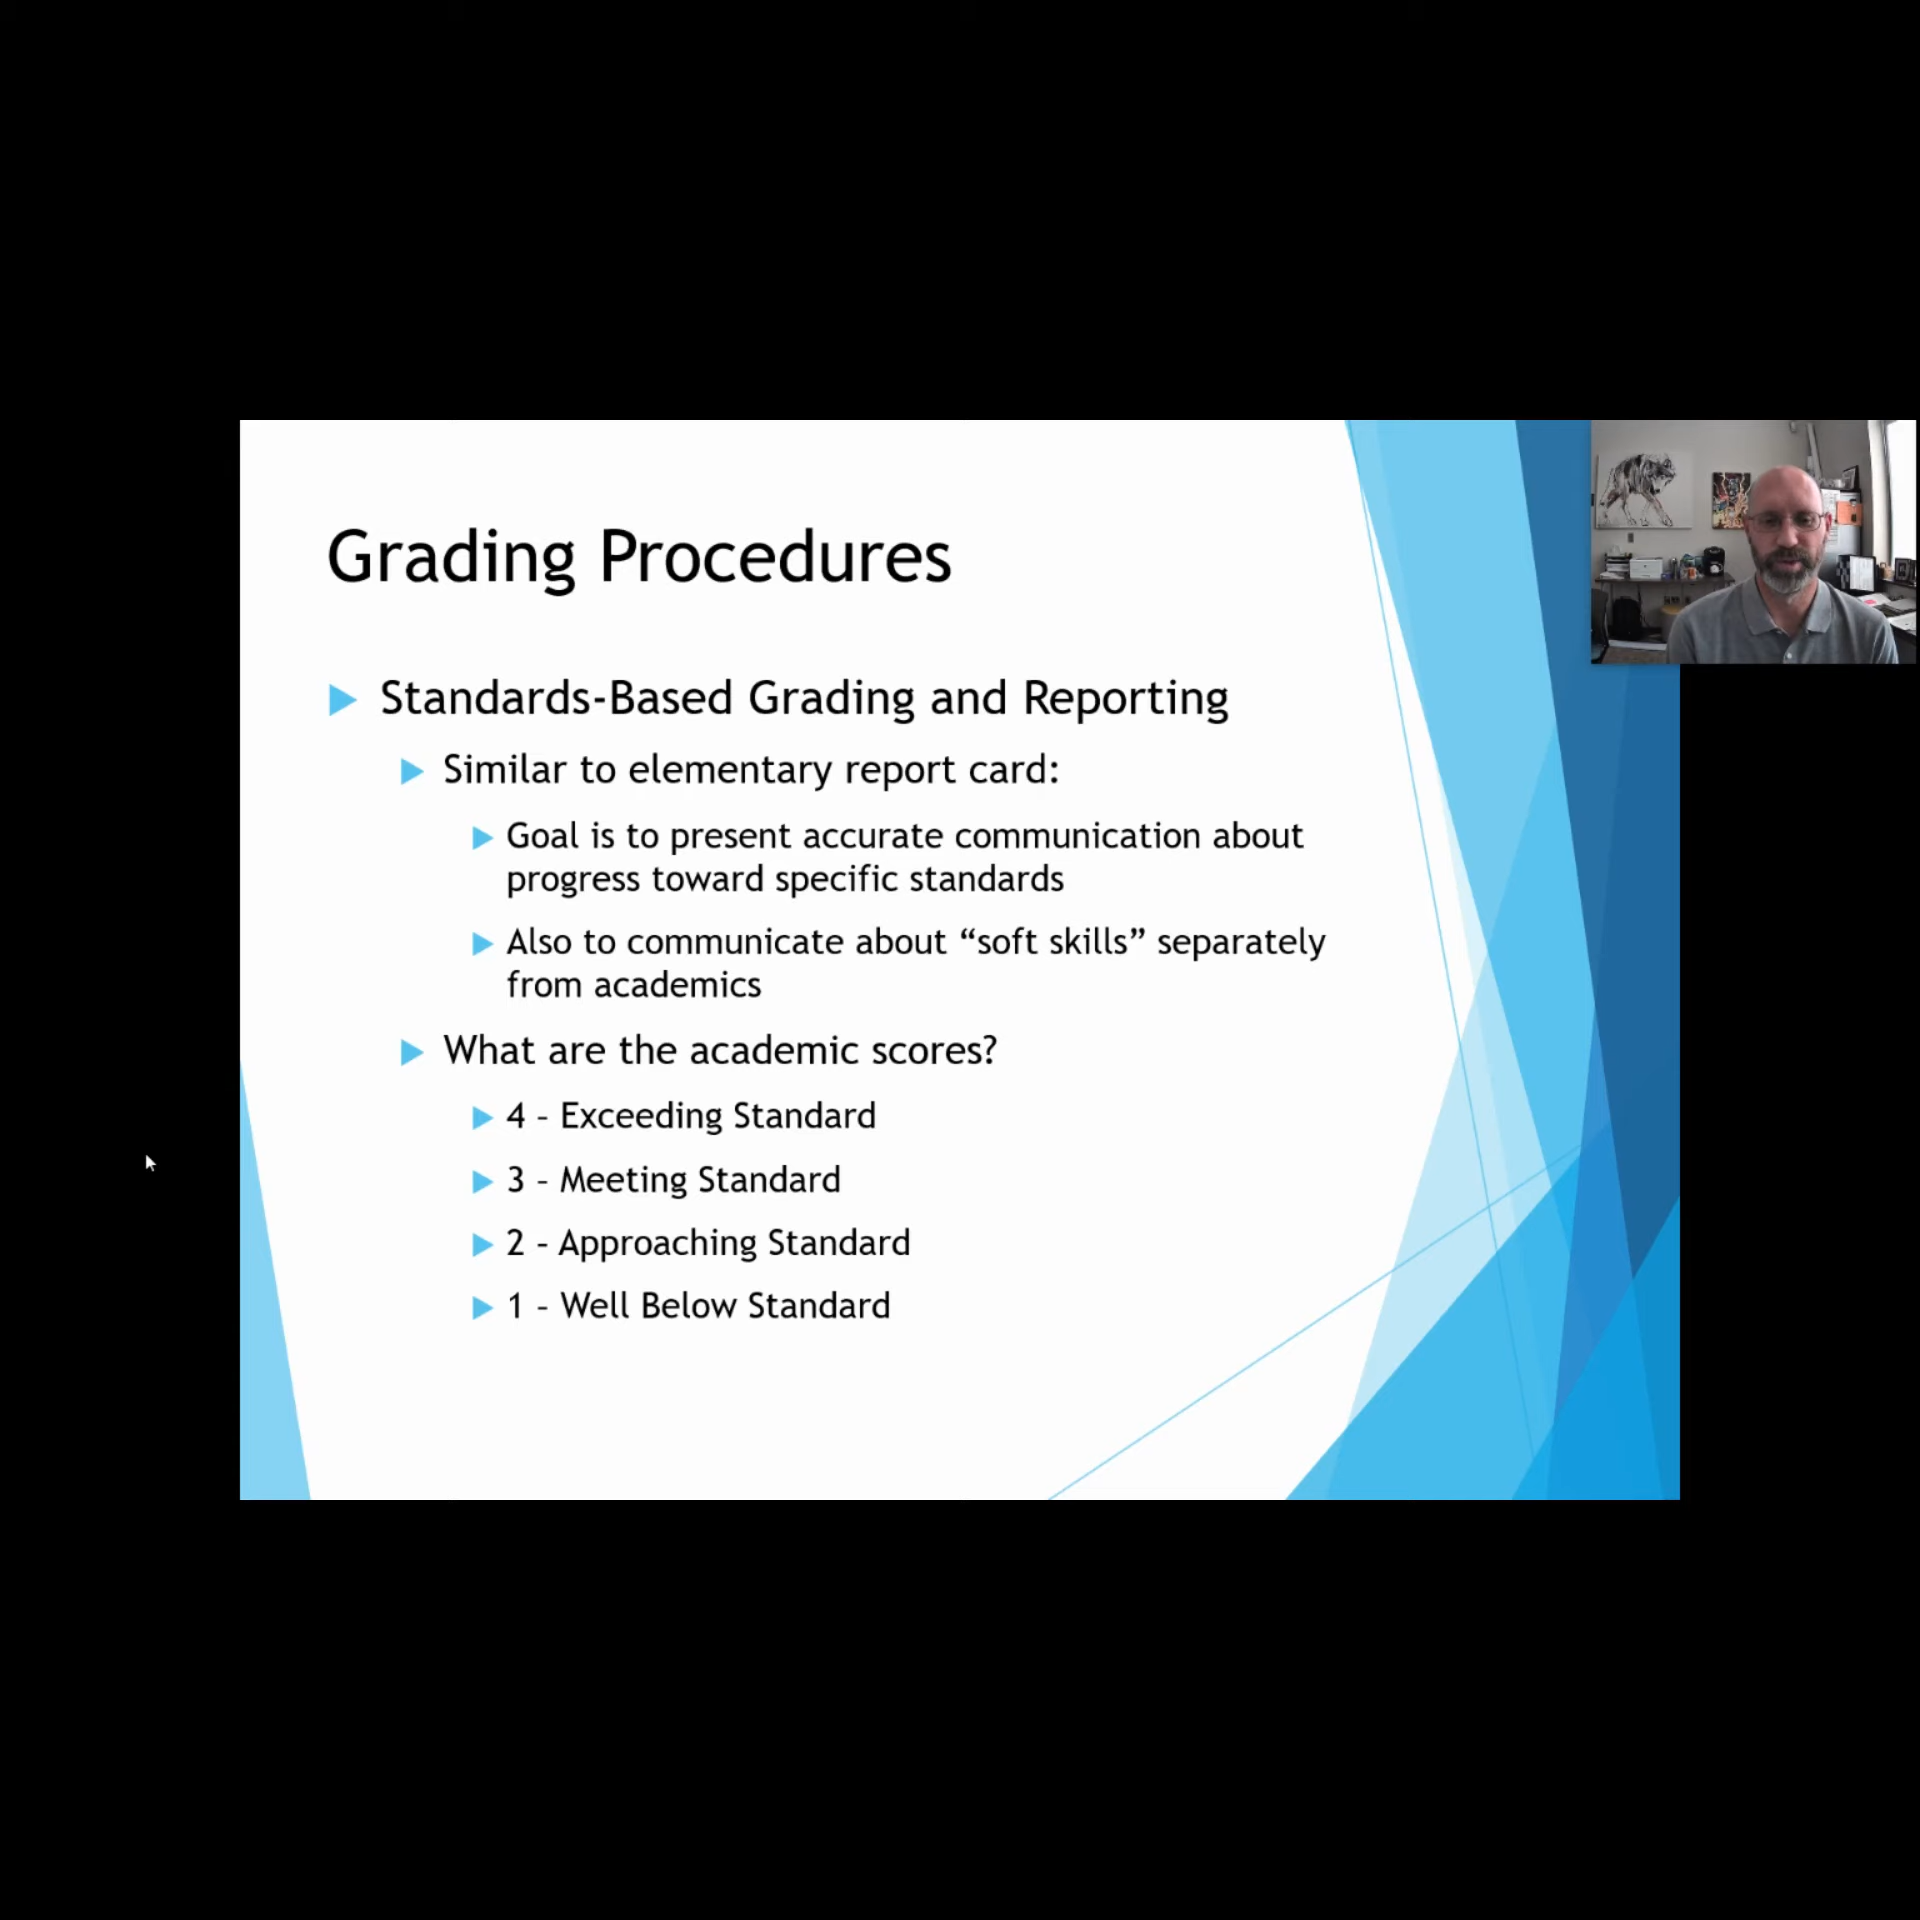 Grading Procedures
Standards-Based Grading and Reporting
Similar to elementary report card:
Goal is to present accurate communication about
progress toward specific standards
Also to communicate about “soft skills” separately
from academics
What are the academic scores?
4 – Exceeding Standard
3 – Meeting Standard
2 – Approaching Standard
1 – Well Below Standard